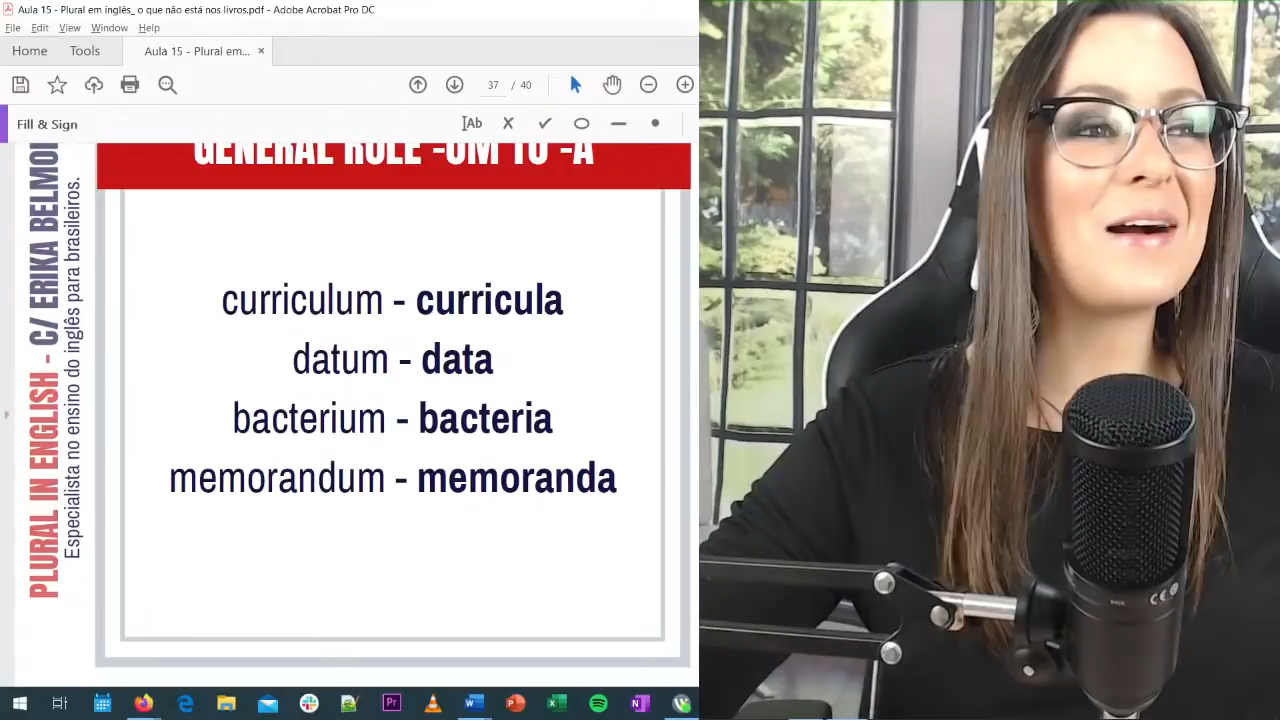 Aula 15 - Plural em inglês_ o que não está nos livros.pdf - Adobe Acrobat Pro DC
File Edit View Window Help
Home Tools Aula 15 - Plural em... ×
37 / 40
Fill & Sign
Ab
GENERAL RULE -UM TO -A
curriculum - curricula
datum - data
bacterium - bacteria
memorandum - memoranda
PLURAL IN ENGLISH - C/ ERIKA BELMON
Especialista no ensino do inglês para brasileiros.